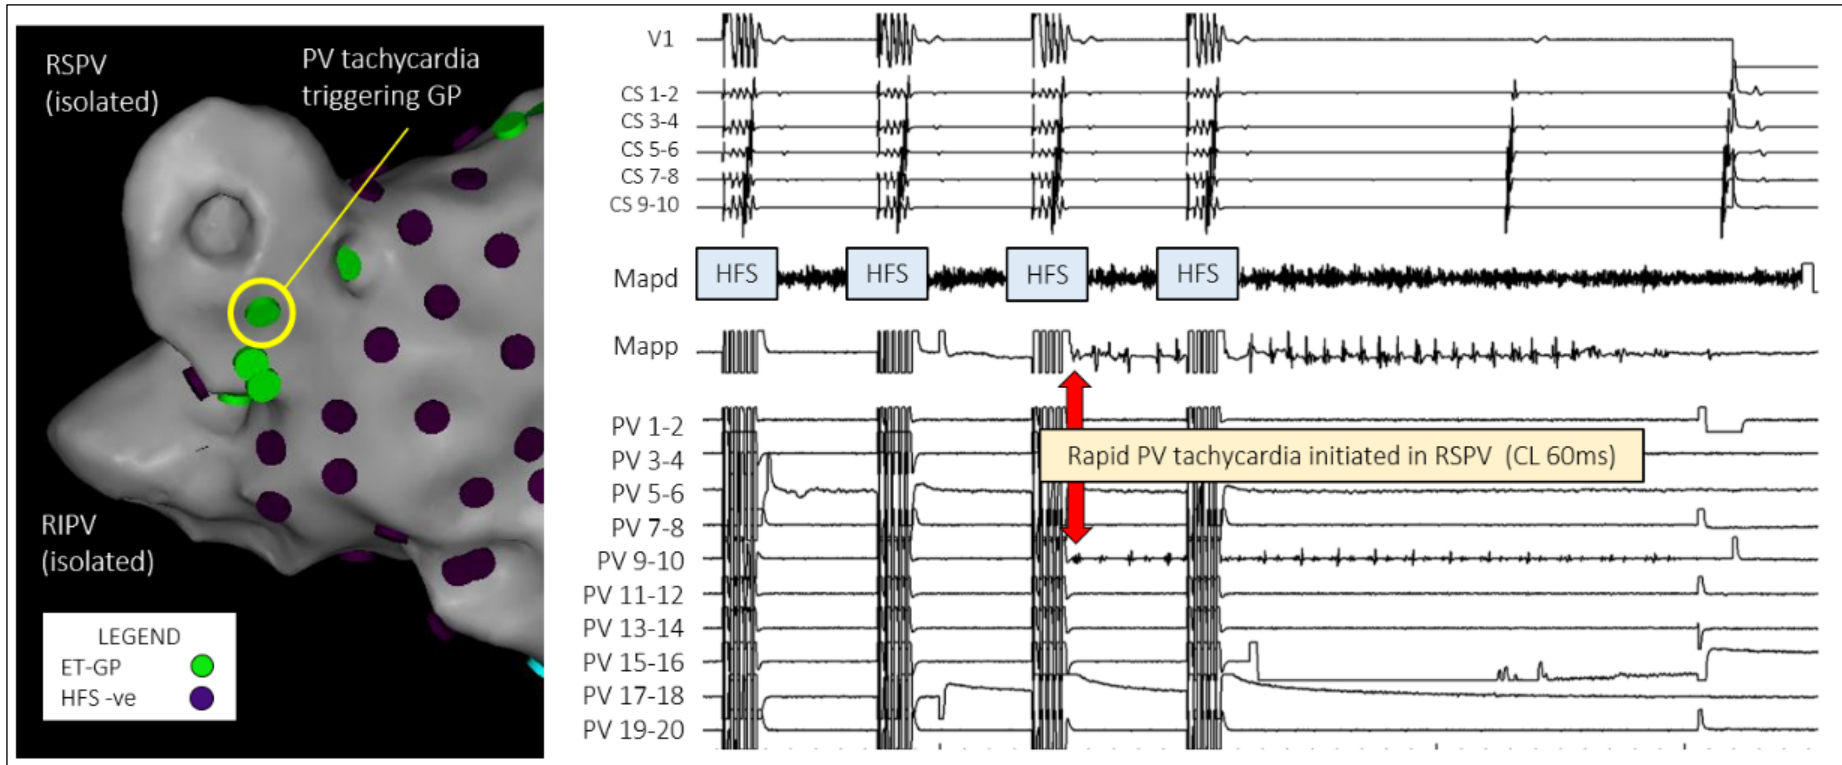 RSPV
(isolated)
PV tachycardia
triggering GP
RIPV
(isolated)
LEGEND
ET-GP
HFS -ve
V1
CS 1-2
CS 3-4
CS 5-6
CS 7-8
CS 9-10
Mapd
HFS
HFS
HFS
HFS
Mapp
Rapid PV tachycardia initiated in RSPV (CL 60ms)
PV 1-2
PV 3-4
PV 5-6
PV 7-8
PV 9-10
PV 11-12
PV 13-14
PV 15-16
PV 17-18
PV 19-20